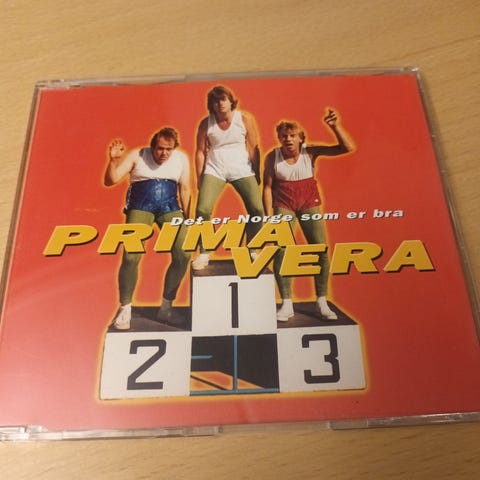 Det er Norge som er bra
PRIMA
VERA
1
2 3